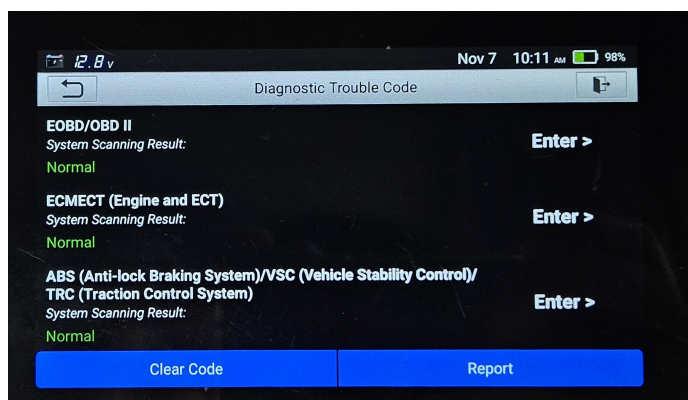 12.8 v
Nov 7 10:11 AM 98%
Diagnostic Trouble Code
EOBD/OBD II
System Scanning Result:
Enter >
Normal
ECMECT (Engine and ECT)
System Scanning Result:
Enter >
Normal
ABS (Anti-lock Braking System)/VSC (Vehicle Stability Control)/
TRC (Traction Control System)
Enter >
System Scanning Result:
Normal
Clear Code
Report